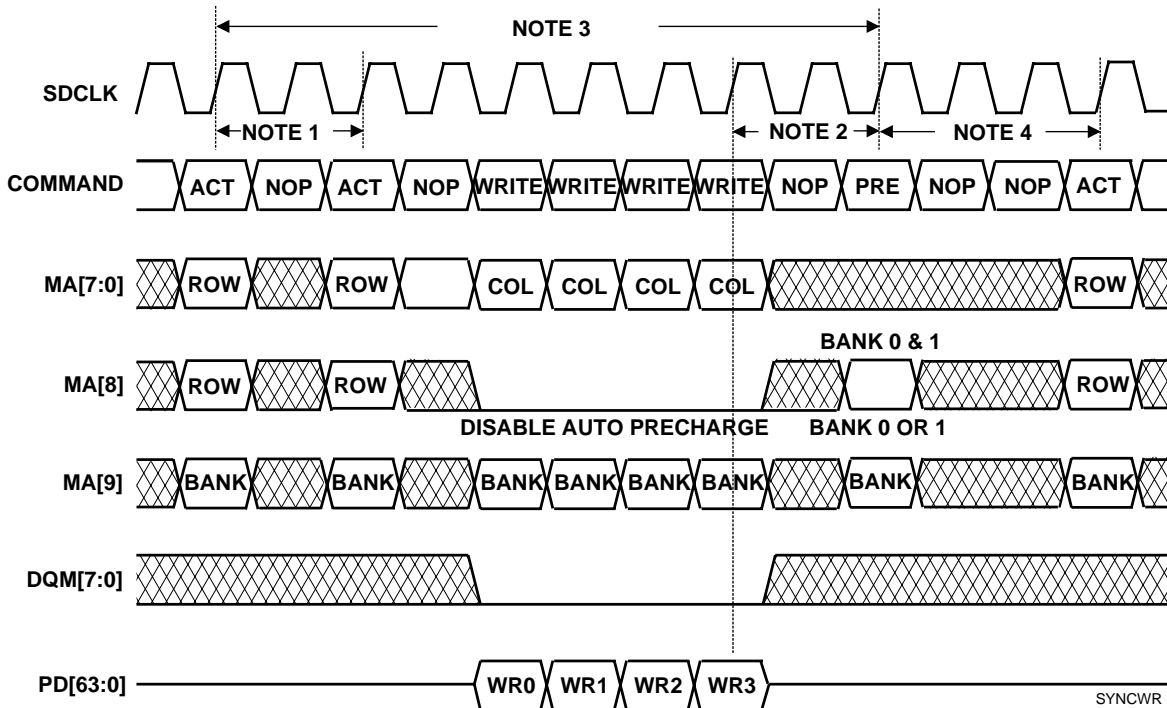 NOTE 3
SDCLK
NOTE 1 NOTE 2 NOTE 4
COMMAND ACT NOP ACT NOP WRITE WRITE WRITE WRITE NOP PRE NOP NOP ACT
MA[7:0] ROW ROW COL COL COL COL ROW
BANK 0 & 1
MA[8] ROW ROW ROW
DISABLE AUTO PRECHARGE BANK 0 OR 1
MA[9] BANK BANK BANK BANK BANK BANK BANK BANK
DQM[7:0]
PD[63:0] WR0 WR1 WR2 WR3
SYNCWR